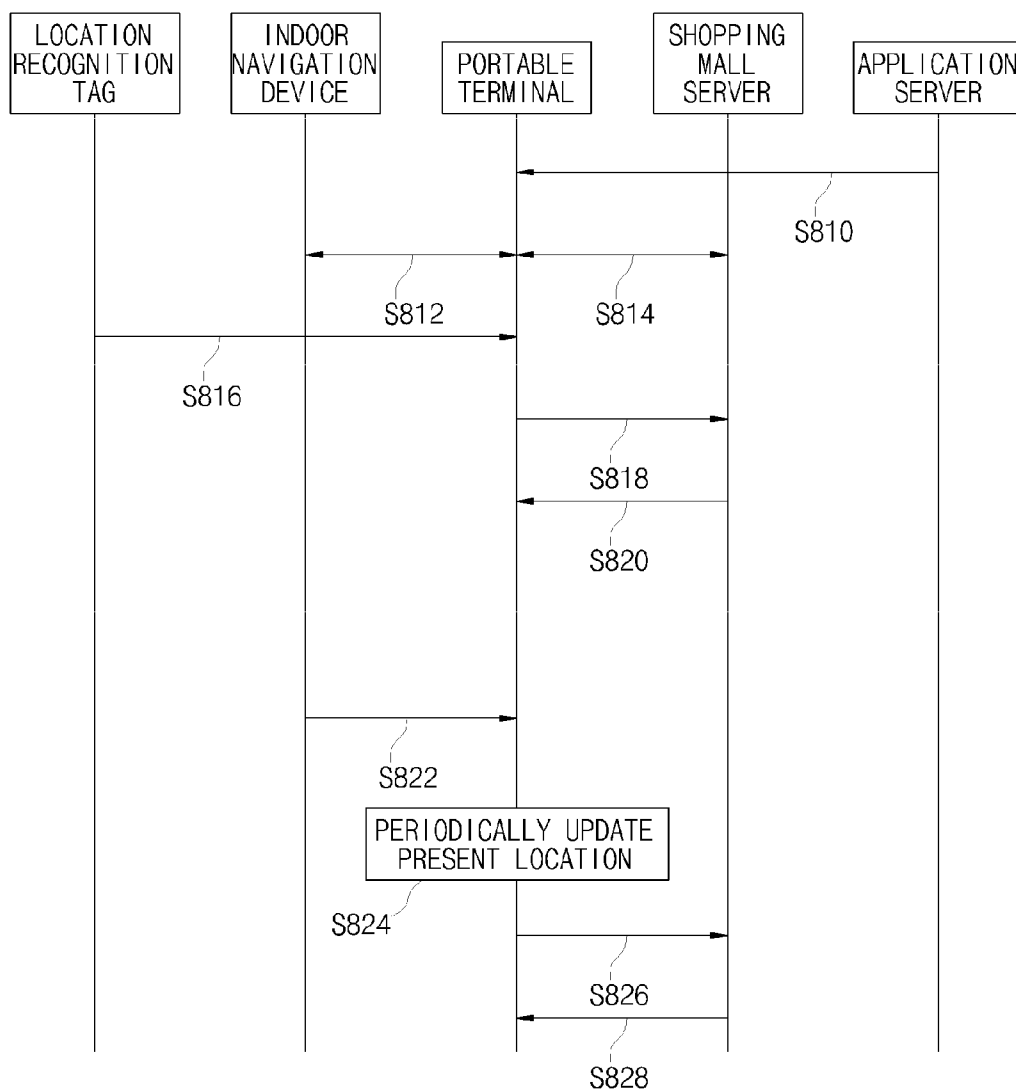 LOCATION
RECOGNITION
TAG
INDOOR
NAVIGATION
DEVICE
PORTABLE
TERMINAL
SHOPPING
MALL
SERVER
APPLICATION
SERVER
S810
S812
S814
S816
S818
S820
S822
PERIODICALLY UPDATE
PRESENT LOCATION
S824
S826
S828